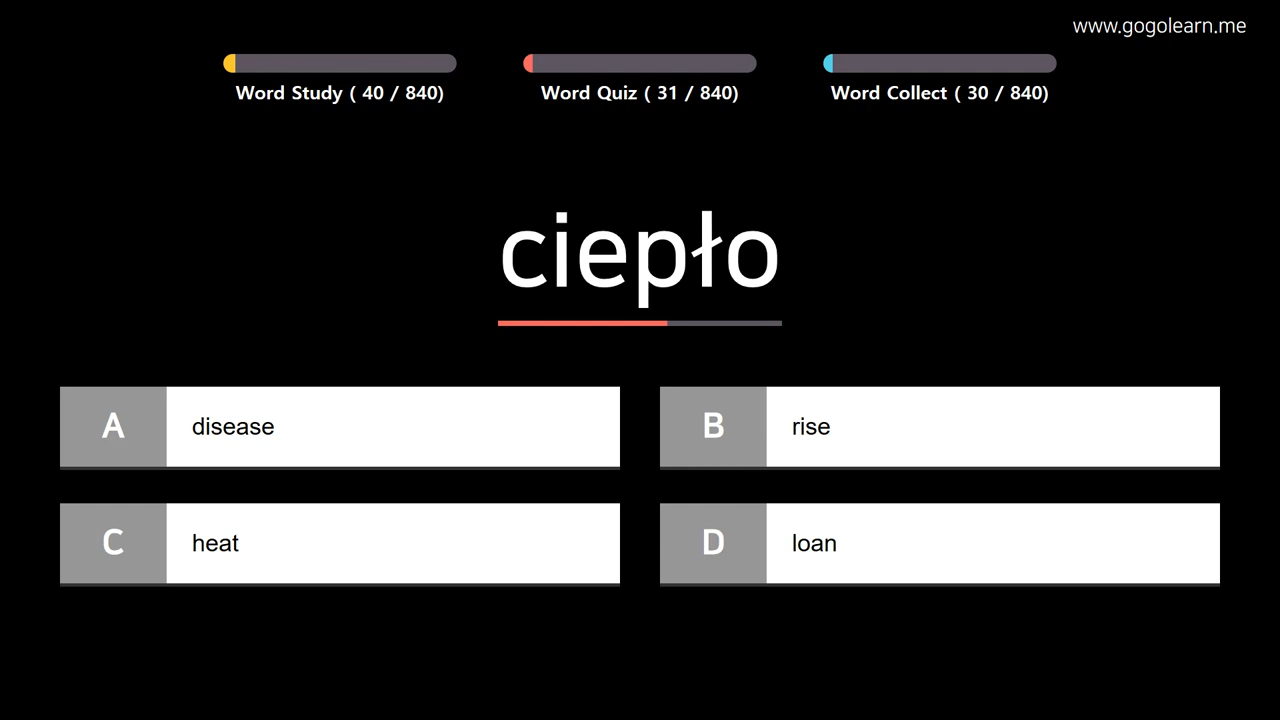 www.gogolearn.me
Word Study ( 40 / 840)
Word Quiz ( 31 / 840)
Word Collect ( 30 / 840)
ciepło
A disease
B rise
C heat
D loan